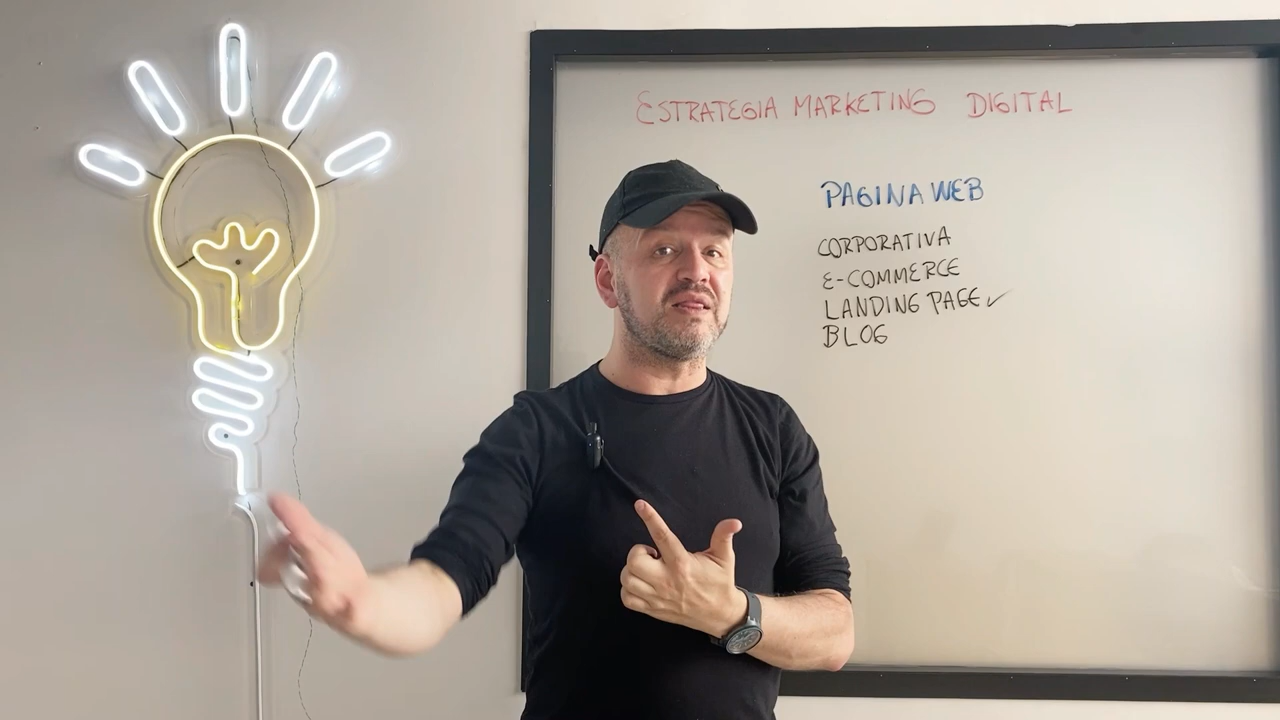 ESTRATEGIA MARKETING DIGITAL
PAGINA WEB
CORPORATIVA
E-COMMERCE
LANDING PAGE ✓
BLOG